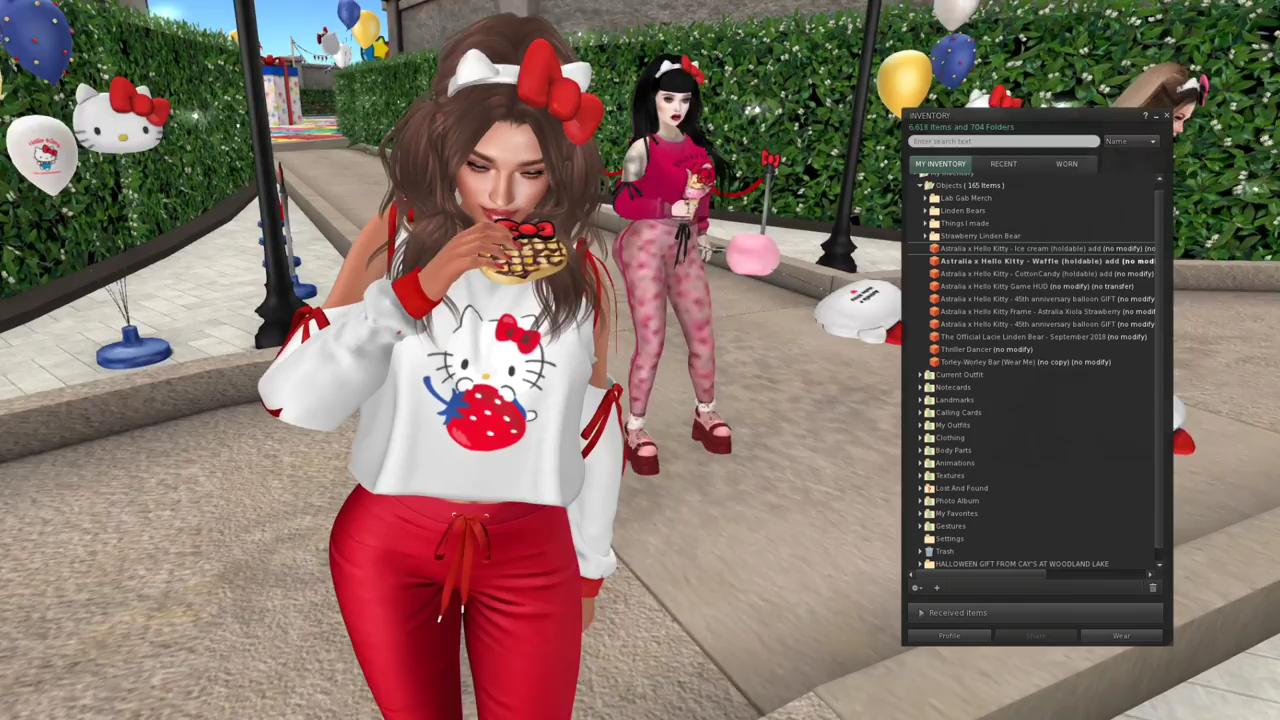 INVENTORY
? _ ×
6,618 Items and 704 Folders
Enter search text
Name
MY INVENTORY
RECENT
WORN
My Inventory
Objects ( 165 Items )
Lab Gab Merch
Linden Bears
Things I made
Strawberry Linden Bear
Astralia x Hello Kitty - Ice cream (holdable) add (no modify) (no
Astralia x Hello Kitty - Waffle (holdable) add (no modi
Astralia x Hello Kitty - CottonCandy (holdable) add (no modify)
Astralia x Hello Kitty Game HUD (no modify) (no transfer)
Astralia x Hello Kitty - 45th anniversary balloon GIFT (no modify
Astralia x Hello Kitty Frame - Astralia Xiola Strawberry (no modif
Astralia x Hello Kitty - 45th anniversary balloon GIFT (no modify
The Official Lacie Linden Bear - September 2018 (no modify)
Thriller Dancer (no modify)
Torley-Worley Bar (Wear Me) (no copy) (no modify)
Current Outfit
Notecards
Landmarks
Calling Cards
My Outfits
Clothing
Body Parts
Animations
Textures
Lost And Found
Photo Album
My Favorites
Gestures
Settings
Trash
HALLOWEEN GIFT FROM CAY'S AT WOODLAND LAKE
Received Items
Profile
Share
Wear